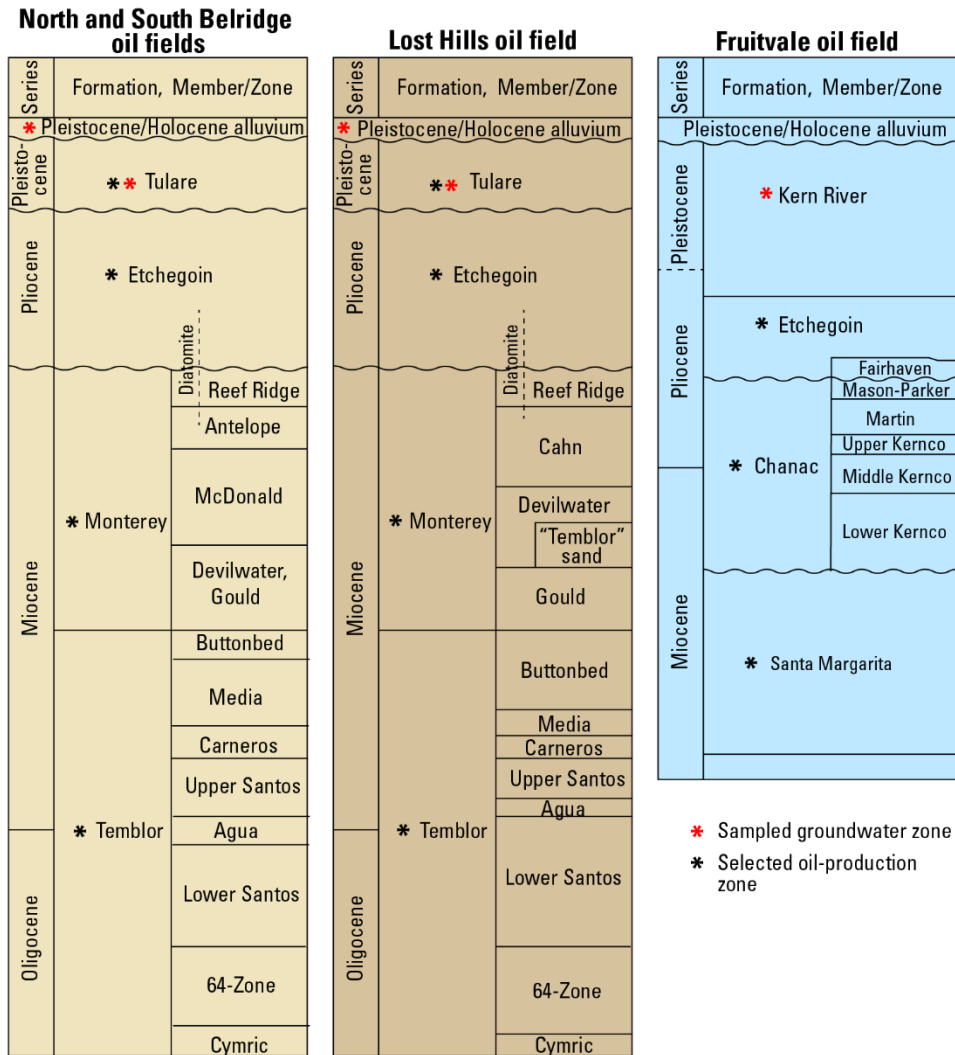 North and South Belridge
oil fields
Series
Formation, Member/Zone
* Pleistocene/Holocene alluvium
Pleisto-
cene
** Tulare
Pliocene
* Etchegoin
Diatomite
Reef Ridge
Antelope
McDonald
Miocene
* Monterey
Devilwater,
Gould
Buttonbed
Media
Carneros
Upper Santos
* Temblor
Agua
Lower Santos
Oligocene
64-Zone
Cymric
Lost Hills oil field
Series
Formation, Member/Zone
* Pleistocene/Holocene alluvium
Pleisto-
cene
** Tulare
Pliocene
* Etchegoin
Diatomite
Reef Ridge
Cahn
Miocene
* Monterey
Devilwater
“Temblor”
sand
Gould
Buttonbed
Media
Carneros
Upper Santos
Agua
* Temblor
Lower Santos
Oligocene
64-Zone
Cymric
Fruitvale oil field
Series
Formation, Member/Zone
Pleistocene/Holocene alluvium
Pleistocene
* Kern River
Pliocene
* Etchegoin
Fairhaven
Mason-Parker
Martin
Upper Kernco
* Chanac
Middle Kernco
Lower Kernco
Miocene
* Santa Margarita
* Sampled groundwater zone
* Selected oil-production
zone